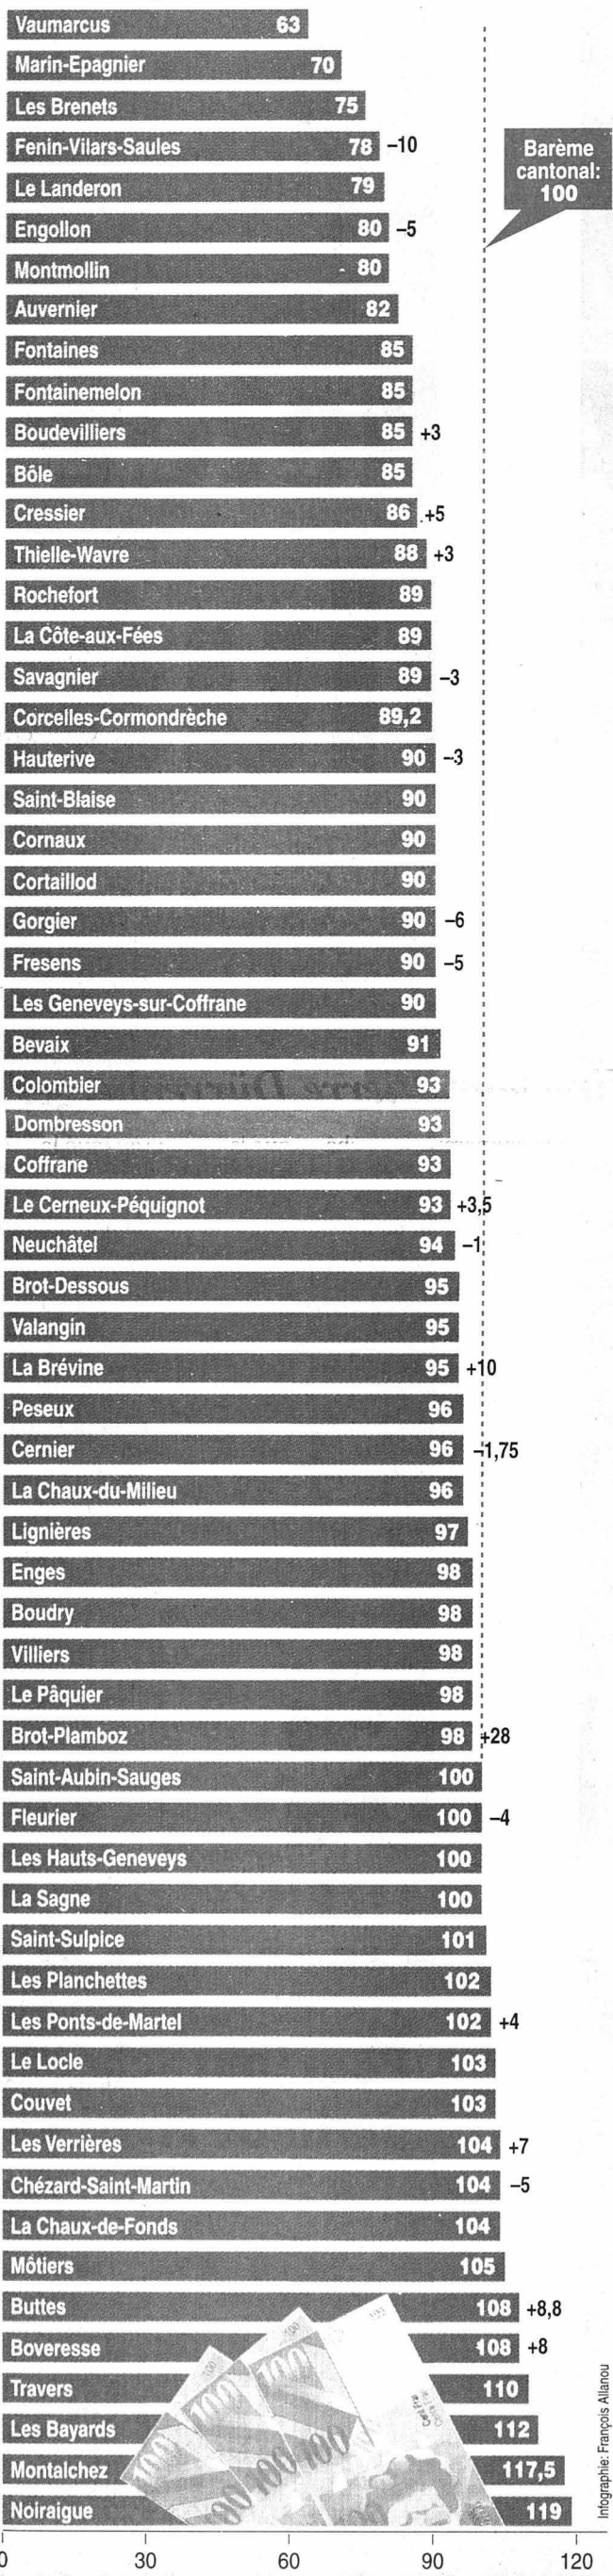 Vaumarcus 63
Marin-Epagnier 70
Les Brenets 75
Fenin-Vilars-Saules 78 –10
Barème
cantonal:
100
Le Landeron 79
Engollon 80 –5
Montmollin 80
Auvernier 82
Fontaines 85
Fontainemelon 85
Boudevilliers 85 +3
Bôle 85
Cressier 86 +5
Thielle-Wavre 88 +3
Rochefort 89
La Côte-aux-Fées 89
Savagnier 89 –3
Corcelles-Cormondrèche 89,2
Hauterive 90 –3
Saint-Blaise 90
Cornaux 90
Cortaillod 90
Gorgier 90 –6
Fresens 90 –5
Les Geneveys-sur-Coffrane 90
Bevaix 91
Colombier 93
Dombresson 93
Coffrane 93
Le Cerneux-Péquignot 93 +3,5
Neuchâtel 94 –1
Brot-Dessous 95
Valangin 95
La Brévine 95 +10
Peseux 96
Cernier 96 –1,75
La Chaux-du-Milieu 96
Lignières 97
Enges 98
Boudry 98
Villiers 98
Le Pâquier 98
Brot-Plamboz 98 +28
Saint-Aubin-Sauges 100
Fleurier 100 –4
Les Hauts-Geneveys 100
La Sagne 100
Saint-Sulpice 101
Les Planchettes 102
Les Ponts-de-Martel 102 +4
Le Locle 103
Couvet 103
Les Verrières 104 +7
Chézard-Saint-Martin 104 –5
La Chaux-de-Fonds 104
Môtiers 105
Buttes 108 +8,8
Boveresse 108 +8
Travers 110
Les Bayards 112
Montalchez 117,5
Noiraigue 119
100
100
100
100
100
100
0 30 60 90 120
Infographie: François Allanou